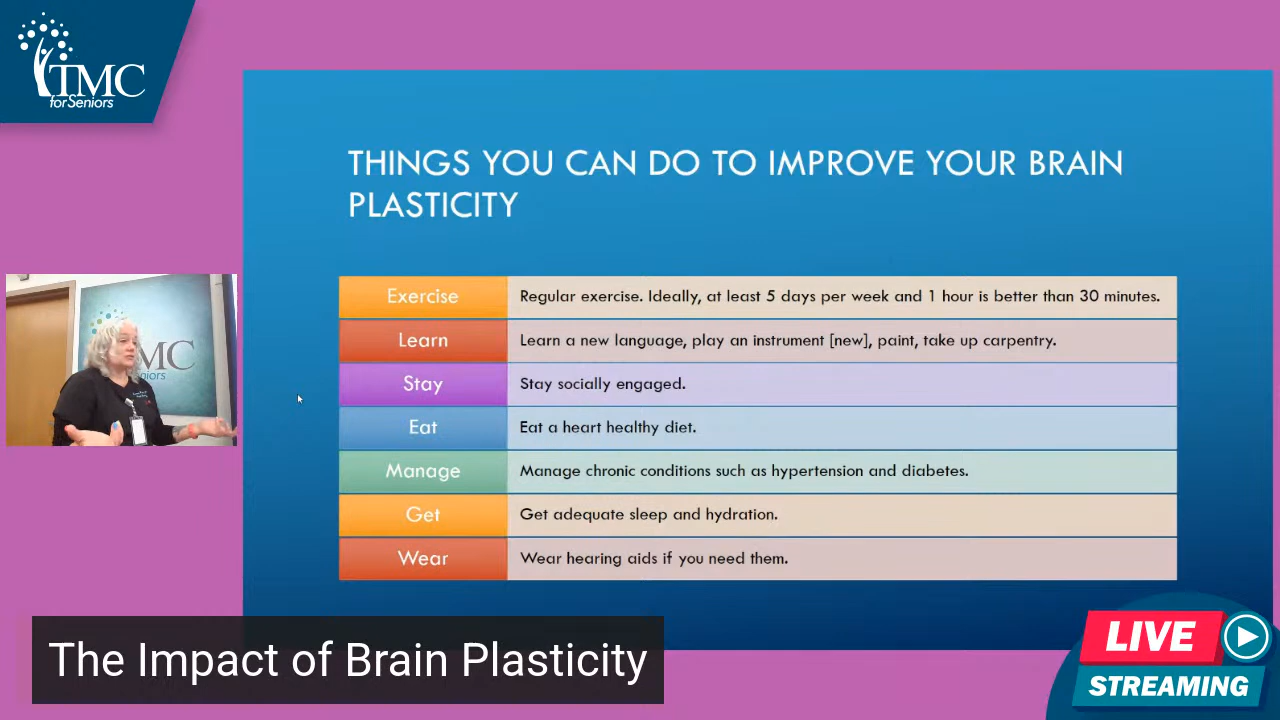 TMC
for Seniors
THINGS YOU CAN DO TO IMPROVE YOUR BRAIN
PLASTICITY
Exercise
Regular exercise. Ideally, at least 5 days per week and 1 hour is better than 30 minutes.
Learn
Learn a new language, play an instrument [new], paint, take up carpentry.
Stay
Stay socially engaged.
Eat
Eat a heart healthy diet.
Manage
Manage chronic conditions such as hypertension and diabetes.
Get
Get adequate sleep and hydration.
Wear
Wear hearing aids if you need them.
The Impact of Brain Plasticity
LIVE
STREAMING